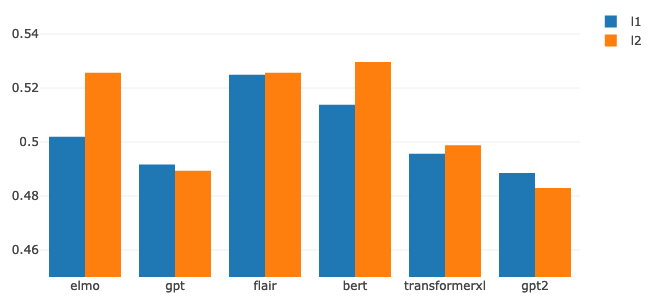 0.54
0.52
0.5
0.48
0.46
elmo
gpt
flair
bert
transformerxl
gpt2
l1
l2